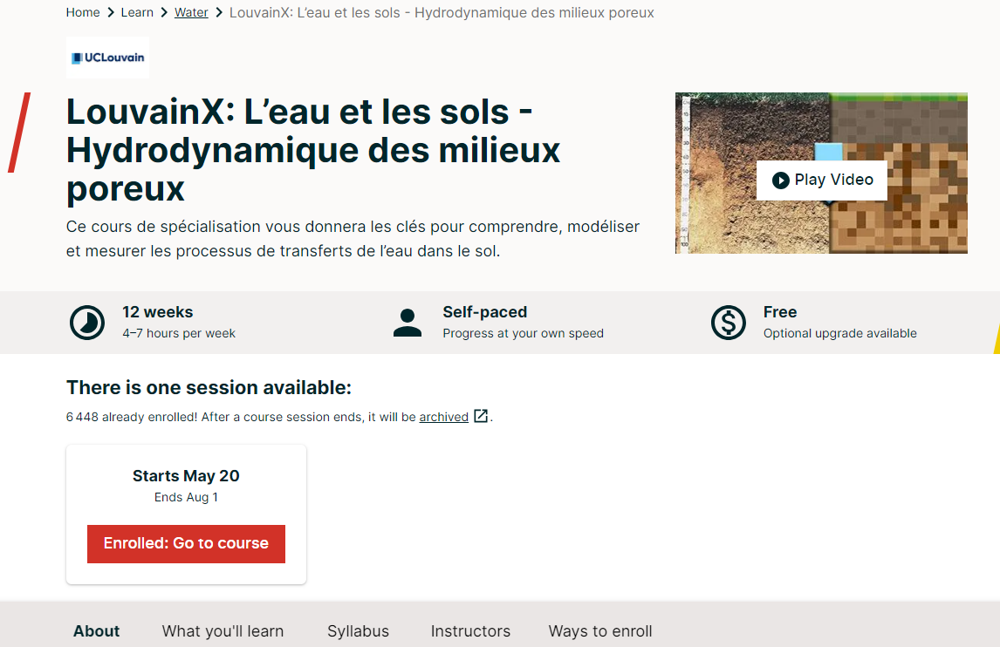 Home > Learn > Water > LouvainX: L’eau et les sols - Hydrodynamique des milieux poreux
UCLouvain
LouvainX: L’eau et les sols -
Hydrodynamique des milieux
poreux
Ce cours de spécialisation vous donnera les clés pour comprendre, modéliser
et mesurer les processus de transferts de l’eau dans le sol.
Play Video
12 weeks
4–7 hours per week
Self-paced
Progress at your own speed
Free
Optional upgrade available
There is one session available:
6 448 already enrolled! After a course session ends, it will be archived.
Starts May 20
Ends Aug 1
Enrolled: Go to course
About What you'll learn Syllabus Instructors Ways to enroll